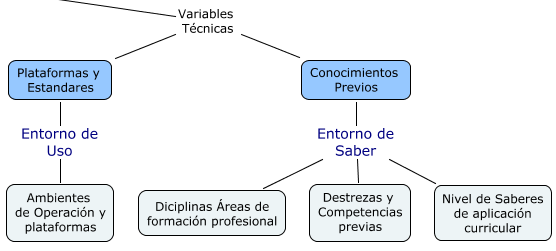 Variables
Técnicas
Plataformas y
Estandares
Conocimientos
Previos
Entorno de
Uso
Entorno de
Saber
Ambientes
de Operación y
plataformas
Diciplinas Áreas de
formación profesional
Destrezas y
Competencias
previas
Nivel de Saberes
de aplicación
curricular